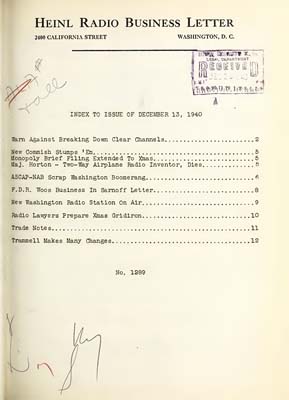 HEINL RADIO BUSINESS LETTER
2400 CALIFORNIA STREET WASHINGTON, D. C.
LEGAL DEPARTMENT
RECEIVED
INDEX TO ISSUE OF DECEMBER 13, 1940
Warn Against Breaking Down Clear Channels.......................2
New Commish Stumps 'Em..........................................5
Monopoly Brief Filing Extended To Xmas..........................5
Maj. Horton - Two-Way Airplane Radio Inventor, Dies.............5
ASCAP-NAB Scrap Washington Boomerang............................6
F.D.R. Woos Business In Sarnoff Letter..........................8
New Washington Radio Station On Air.............................9
Radio Lawyers Prepare Xmas Gridiron............................10
Trade Notes....................................................11
Trammell Makes Many Changes....................................12
No. 1289